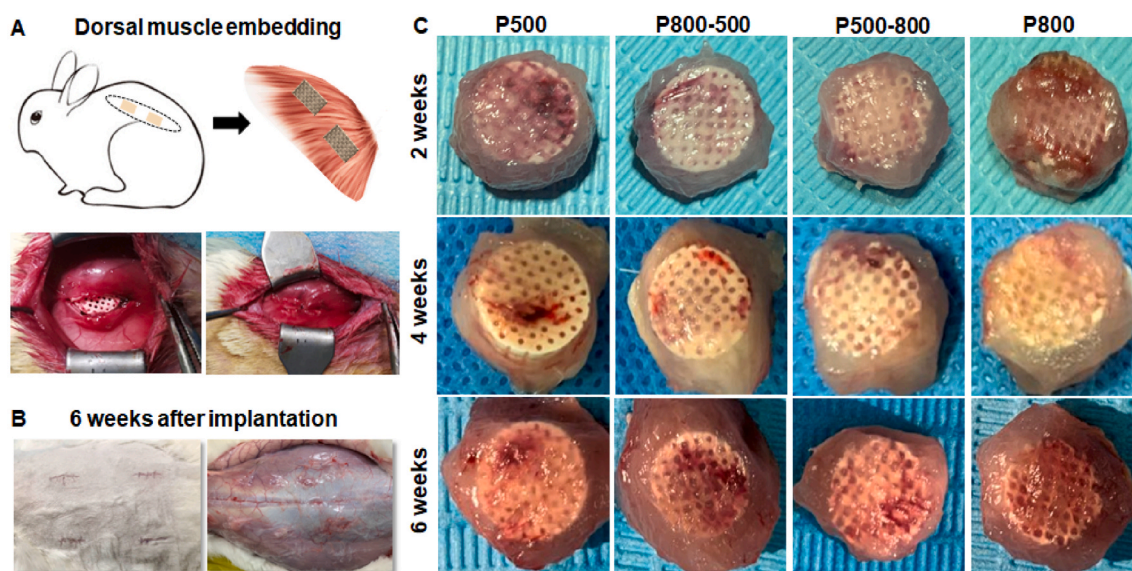 A Dorsal muscle embedding
B 6 weeks after implantation
C P500 P800-500 P500-800 P800
2 weeks
4 weeks
6 weeks